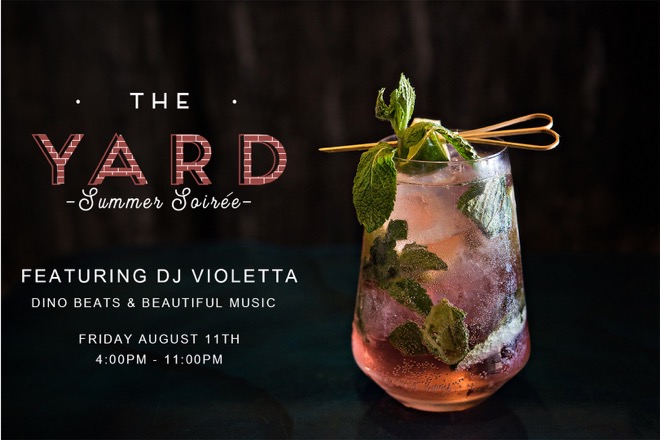 · THE ·
YARD
-Summer Soirée-
FEATURING DJ VIOLETTA
DINO BEATS & BEAUTIFUL MUSIC
FRIDAY AUGUST 11TH
4:00PM - 11:00PM